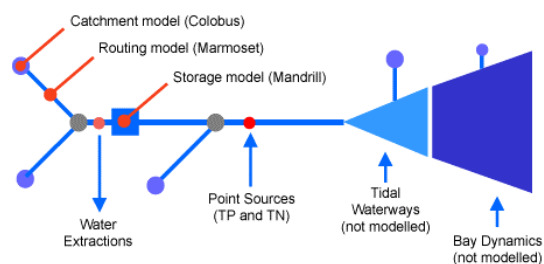 Catchment model (Colobus)
Routing model (Marmoset)
Storage model (Mandrill)
Water
Extractions
Point Sources
(TP and TN)
Tidal
Waterways
(not modelled)
Bay Dynamics
(not modelled)